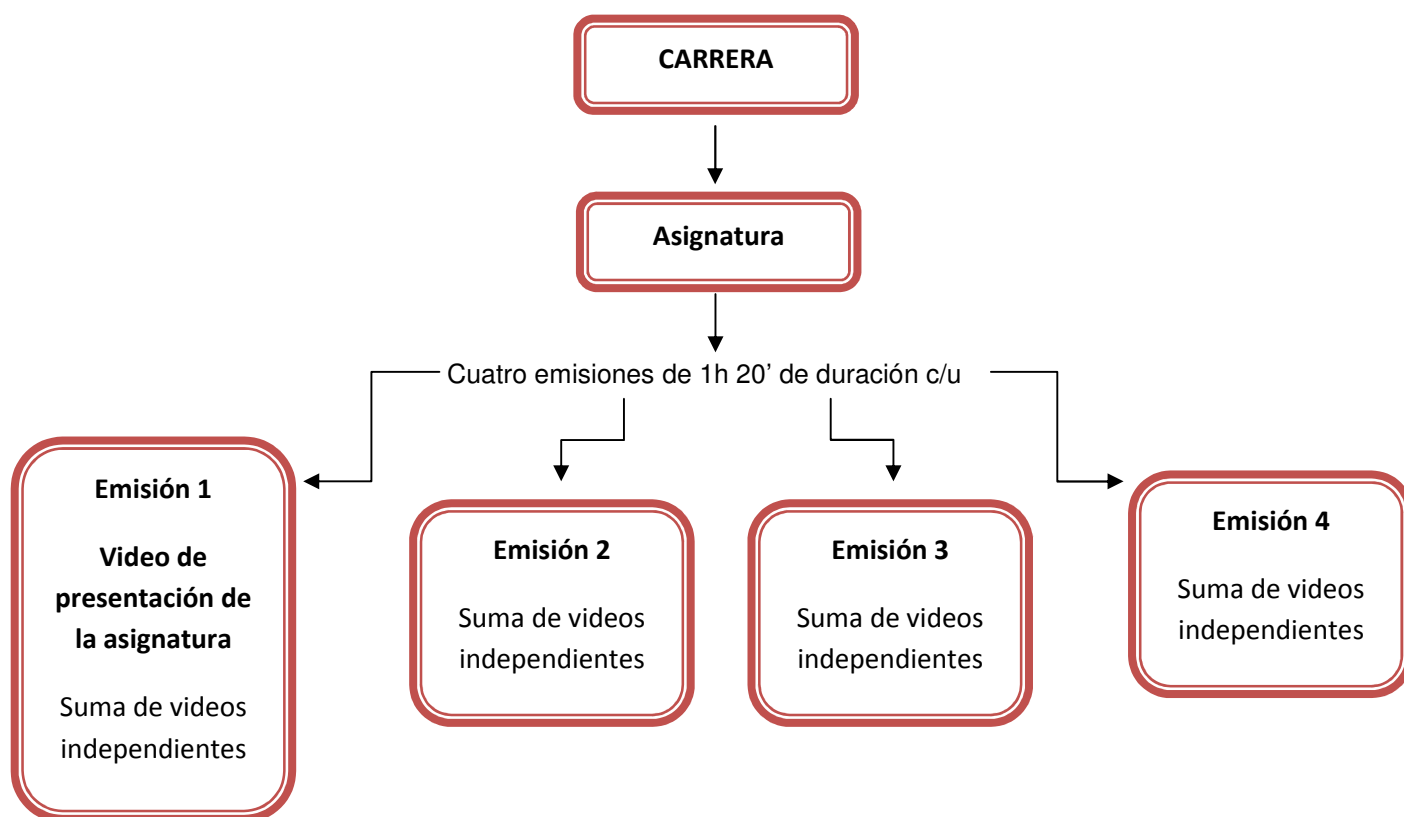 CARRERA
Asignatura
Cuatro emisiones de 1h 20’ de duración c/u
Emisión 1
Video de
presentación de
la asignatura
Suma de videos
independientes
Emisión 2
Suma de videos
independientes
Emisión 3
Suma de videos
independientes
Emisión 4
Suma de videos
independientes